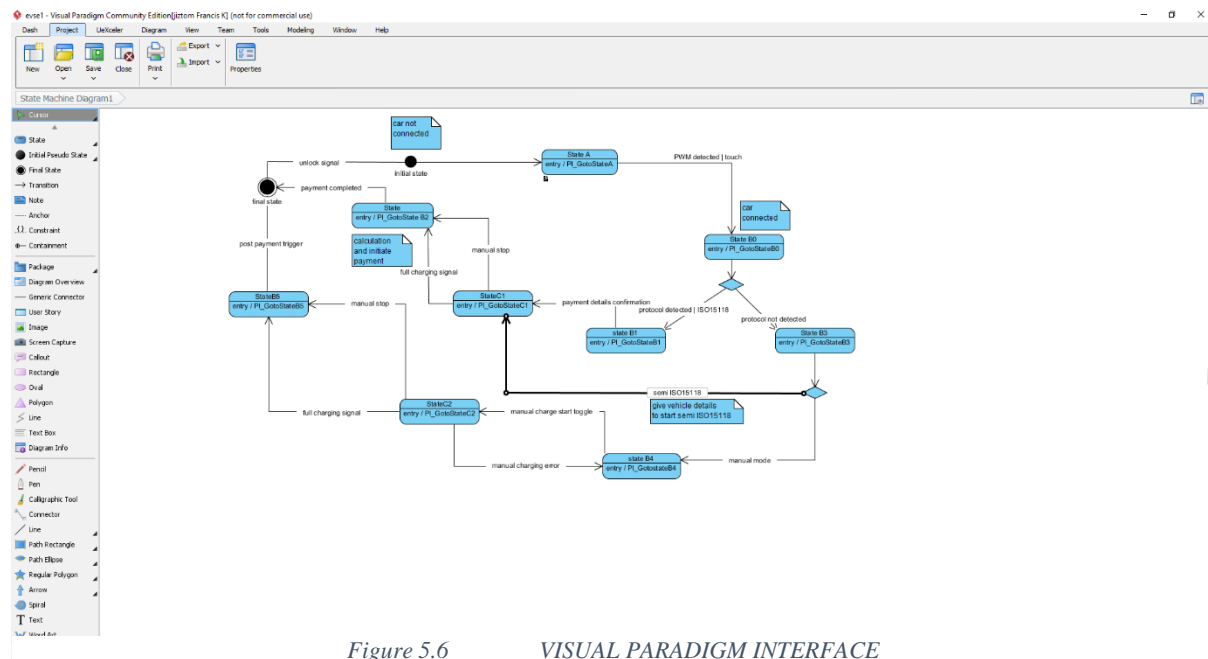 evse1 - Visual Paradigm Community Edition[jiztom Francis K] (not for commercial use)
Dash Project UeXceler Diagram View Team Tools Modeling Window Help
New Open Save Close Print Export Import Properties
State Machine Diagram1
Cursor
State
Initial Pseudo State
Final State
Transition
Note
Anchor
Constraint
Containment
Package
Diagram Overview
Generic Connector
User Story
Image
Screen Capture
Callout
Rectangle
Oval
Polygon
Line
Text Box
Diagram Info
Pencil
Pen
Calligraphic Tool
Connector
Line
Path Rectangle
Path Ellipse
Regular Polygon
Arrow
Spiral
Text
Word Art
car not
connected
unlock signal
initial state
State A
entry / PI_GotoStateA
PWM detected | touch
final state
payment completed
State
entry / PI_GotoState B2
car
connected
calculation
and initiate
payment
manual stop
State B0
entry / PI_GotoStateB0
post payment trigger
full charging signal
StateB5
entry / PI_GotoStateB5
manual stop
StateC1
entry / PI_GotoStateC1
payment details confirmation
protocol detected | ISO15118
protocol not detected
state B1
entry / PI_GotoStateB1
State B3
entry / PI_GotoStateB3
semi ISO15118
give vehicle details
to start semi ISO15118
full charging signal
StateC2
entry / PI_GotoStateC2
manual charge start toggle
manual charging error
state B4
entry / PI_GotostateB4
manual mode
Figure 5.6 VISUAL PARADIGM INTERFACE